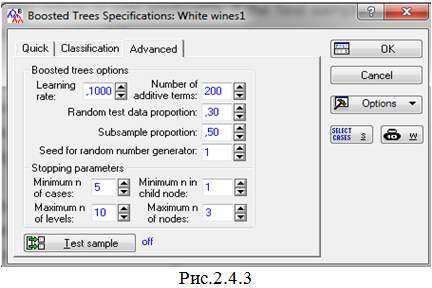 Boosted Trees Specifications: White wines1
Quick Classification Advanced
Boosted trees options
Learning rate: ,1000 Number of additive terms: 200
Random test data proportion: ,30
Subsample proportion: ,50
Seed for random number generator: 1
Stopping parameters
Minimum n of cases: 5 Minimum n in child node: 1
Maximum n of levels: 10 Maximum n of nodes: 3
Test sample off
OK
Cancel
Options
SELECT CASES S W
Рис.2.4.3